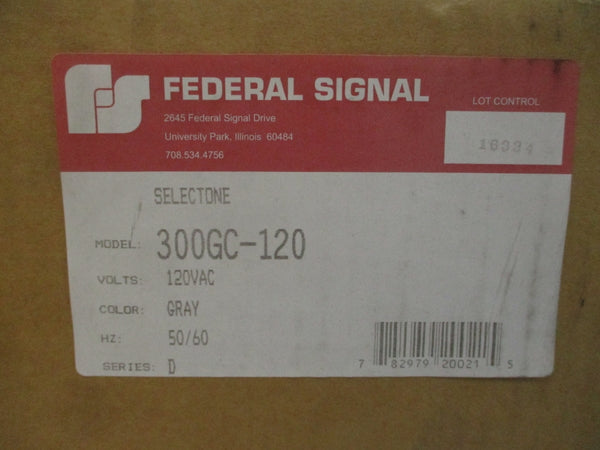 FEDERAL SIGNAL
2645 Federal Signal Drive
University Park, Illinois 60484
708.534.4756
LOT CONTROL
SELECTONE
MODEL: 300GC-120
VOLTS: 120VAC
COLOR: GRAY
HZ: 50/60
SERIES: D
7 82979 20021 5